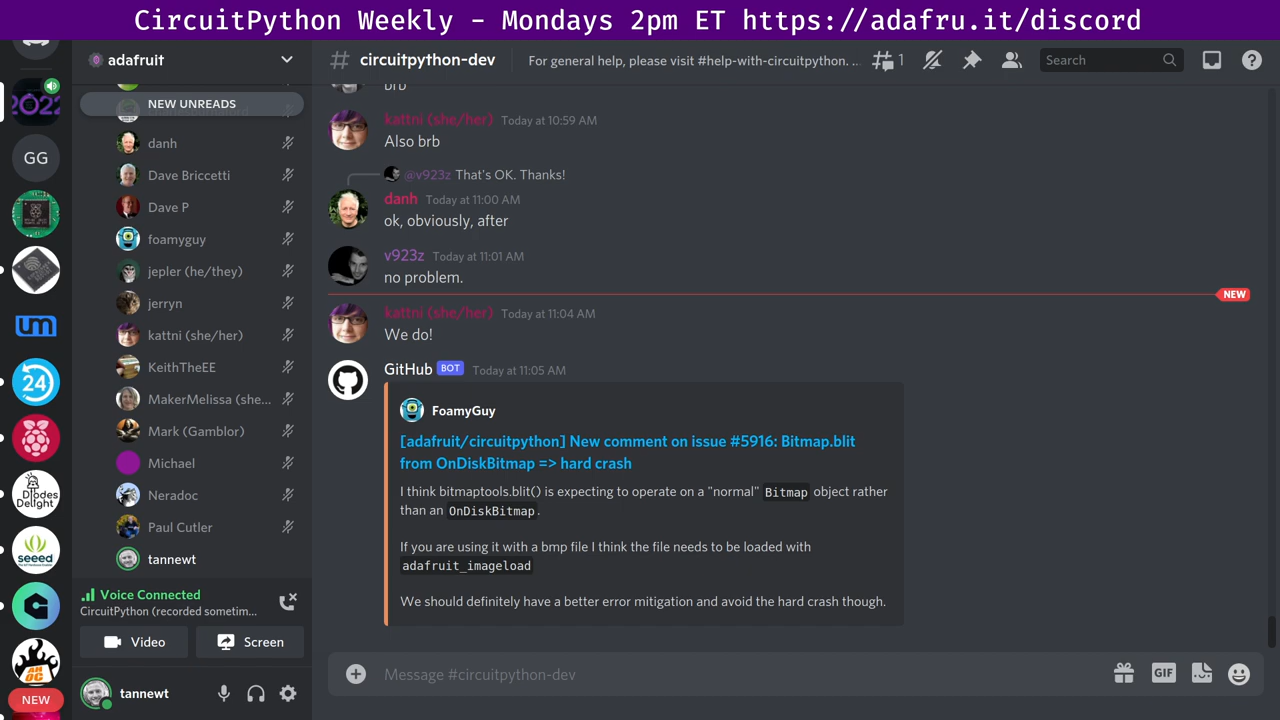 CircuitPython Weekly - Mondays 2pm ET https://adafru.it/discord
adafruit
# circuitpython-dev
For general help, please visit #help-with-circuitpython. ...
1
Search
2022
GG
24
DIodes
Delight
seeed
NEW
NEW UNREADS
danh
Dave Briccetti
Dave P
foamyguy
jepler (he/they)
jerryn
kattni (she/her)
KeithTheEE
MakerMelissa (she...
Mark (Gamblor)
Michael
Neradoc
Paul Cutler
tannewt
Voice Connected
CircuitPython (recorded sometim...
Video
Screen
tannewt
brb
kattni (she/her) Today at 10:59 AM
Also brb
@v923z That's OK. Thanks!
danh Today at 11:00 AM
ok, obviously, after
v923z Today at 11:01 AM
no problem.
NEW
kattni (she/her) Today at 11:04 AM
We do!
GitHub BOT Today at 11:05 AM
FoamyGuy
[adafruit/circuitpython] New comment on issue #5916: Bitmap.blit
from OnDiskBitmap => hard crash
I think bitmaptools.blit() is expecting to operate on a "normal" Bitmap object rather
than an OnDiskBitmap.
If you are using it with a bmp file I think the file needs to be loaded with
adafruit_imageload
We should definitely have a better error mitigation and avoid the hard crash though.
Message #circuitpython-dev
GIF